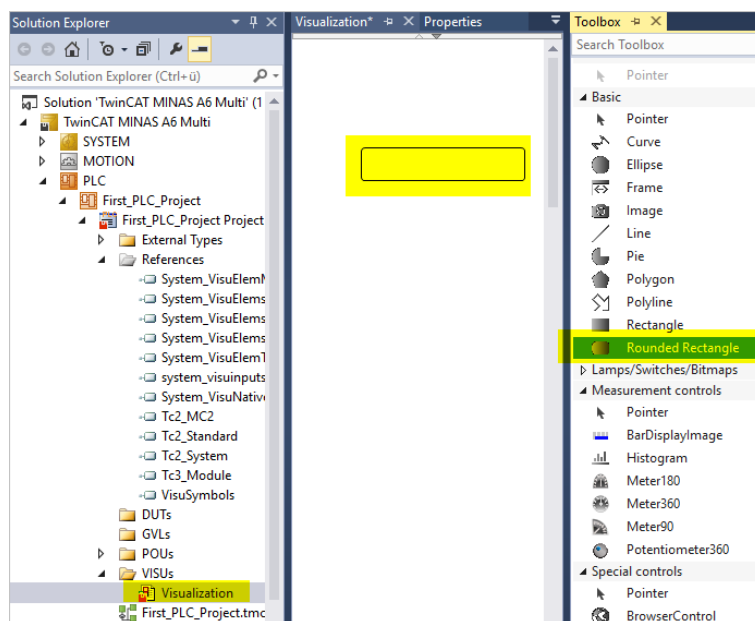 Solution Explorer
Search Solution Explorer (Ctrl+ü)
Solution 'TwinCAT MINAS A6 Multi' (1
TwinCAT MINAS A6 Multi
SYSTEM
MOTION
PLC
First_PLC_Project
First_PLC_Project Project
External Types
References
System_VisuElem
System_VisuElems
System_VisuElems
System_VisuElems
System_VisuElemT
system_visuinputs
System_VisuNative
Tc2_MC2
Tc2_Standard
Tc2_System
Tc3_Module
VisuSymbols
DUTs
GVLs
POUs
VISUs
Visualization
First_PLC_Project.tmc
Visualization* Properties
Toolbox
Search Toolbox
Pointer
Basic
Pointer
Curve
Ellipse
Frame
Image
Line
Pie
Polygon
Polyline
Rectangle
Rounded Rectangle
Lamps/Switches/Bitmaps
Measurement controls
Pointer
BarDisplayImage
Histogram
Meter180
Meter360
Meter90
Potentiometer360
Special controls
Pointer
BrowserControl